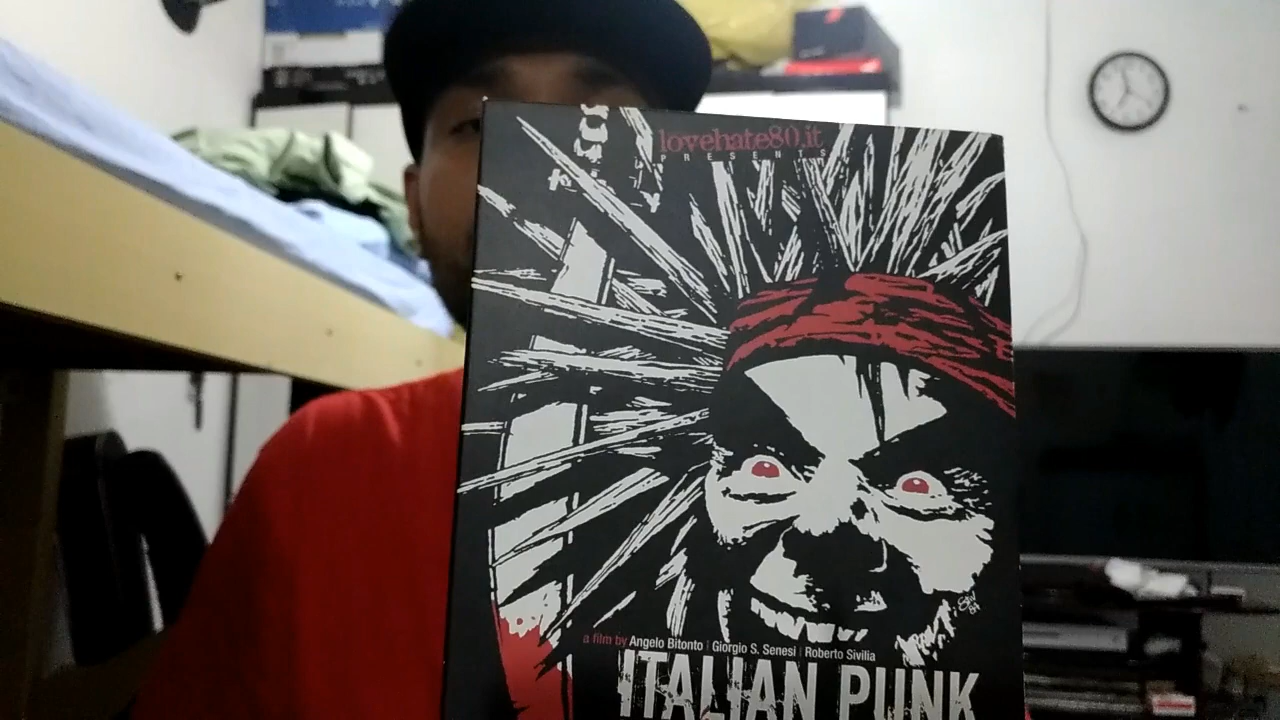 lovehate80.it
PRESENTS
a film by Angelo Bitonto | Giorgio S. Senesi | Roberto Sivilia
ITALIAN PUNK